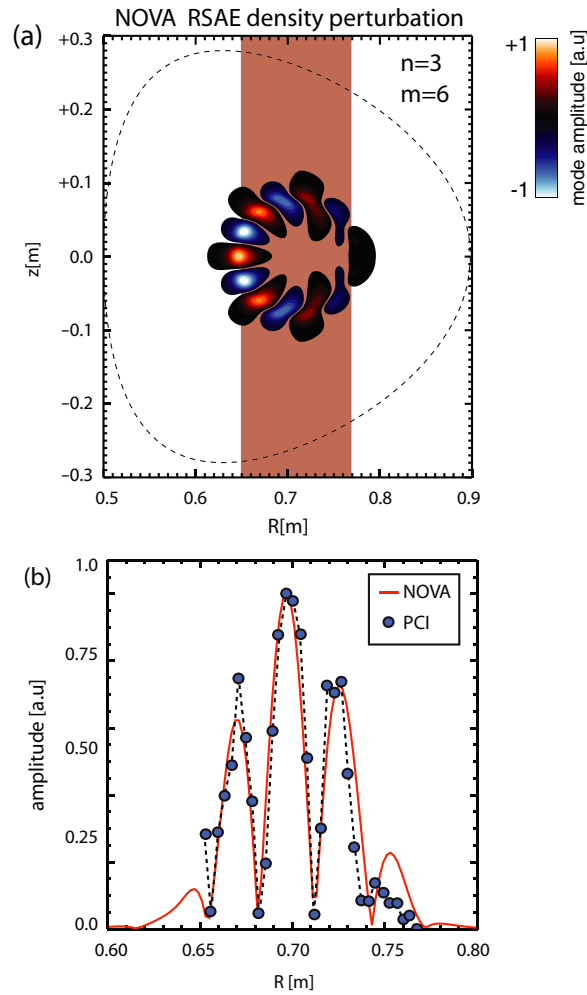 NOVA RSAE density perturbation
(a)
n=3
m=6
+1
-1
mode amplitude [a.u]
+0.3
+0.2
+0.1
0.0
−0.1
−0.2
−0.3
z[m]
0.5 0.6 0.7 0.8 0.9
R[m]
(b)
NOVA
PCI
1.0
0.75
0.50
0.25
0.0
amplitude [a.u]
0.60 0.65 0.70 0.75 0.80
R [m]